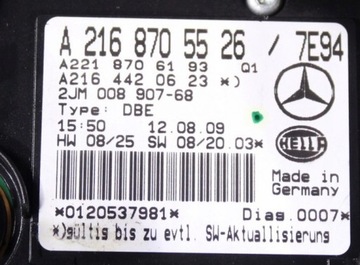 A 216 870 55 26 / 7E94
A221 870 61 93 Q1
A216 442 06 23 *)
2JM 008 907-68
Type: DBE
15:50 12.08.09
HW 08/25 SW 08/20.03*
HELLA
Made in
Germany
*0120537981* Diag.0007*
*)gültig bis zu evtl. SW-Aktuallisierung